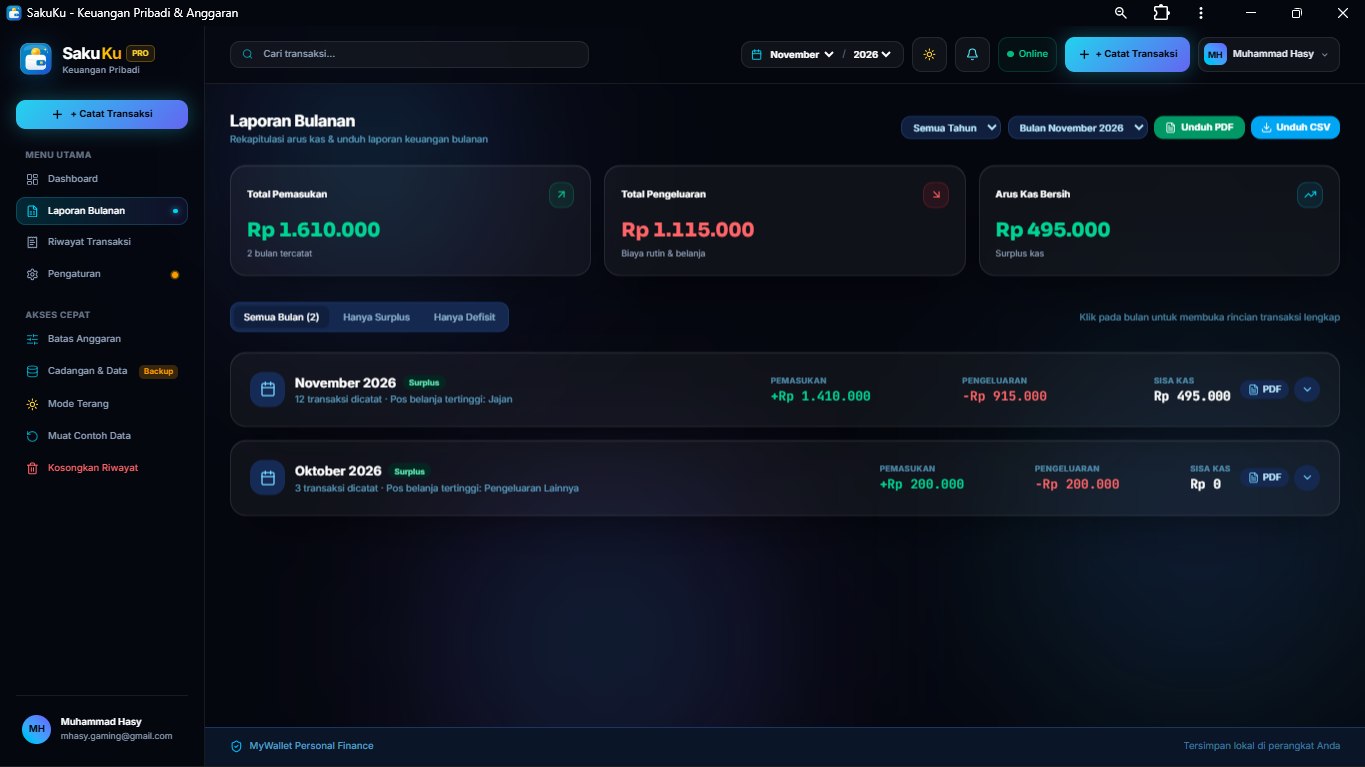 SakuKu - Keuangan Pribadi & Anggaran
SakuKu PRO
Keuangan Pribadi
+ + Catat Transaksi
MENU UTAMA
Dashboard
Laporan Bulanan
Riwayat Transaksi
Pengaturan
AKSES CEPAT
Batas Anggaran
Cadangan & Data Backup
Mode Terang
Muat Contoh Data
Kosongkan Riwayat
MH
Muhammad Hasy
mhasy.gaming@gmail.com
Cari transaksi...
November / 2026
Online
+ + Catat Transaksi
MH Muhammad Hasy
Laporan Bulanan
Rekapitulasi arus kas & unduh laporan keuangan bulanan
Semua Tahun
Bulan November 2026
Unduh PDF
Unduh CSV
Total Pemasukan
Rp 1.610.000
2 bulan tercatat
Total Pengeluaran
Rp 1.115.000
Biaya rutin & belanja
Arus Kas Bersih
Rp 495.000
Surplus kas
Semua Bulan (2)
Hanya Surplus
Hanya Defisit
Klik pada bulan untuk membuka rincian transaksi lengkap
November 2026 Surplus
12 transaksi dicatat · Pos belanja tertinggi: Jajan
PEMASUKAN
+Rp 1.410.000
PENGELUARAN
-Rp 915.000
SISA KAS
Rp 495.000
PDF
Oktober 2026 Surplus
3 transaksi dicatat · Pos belanja tertinggi: Pengeluaran Lainnya
PEMASUKAN
+Rp 200.000
PENGELUARAN
-Rp 200.000
SISA KAS
Rp 0
PDF
MyWallet Personal Finance
Tersimpan lokal di perangkat Anda